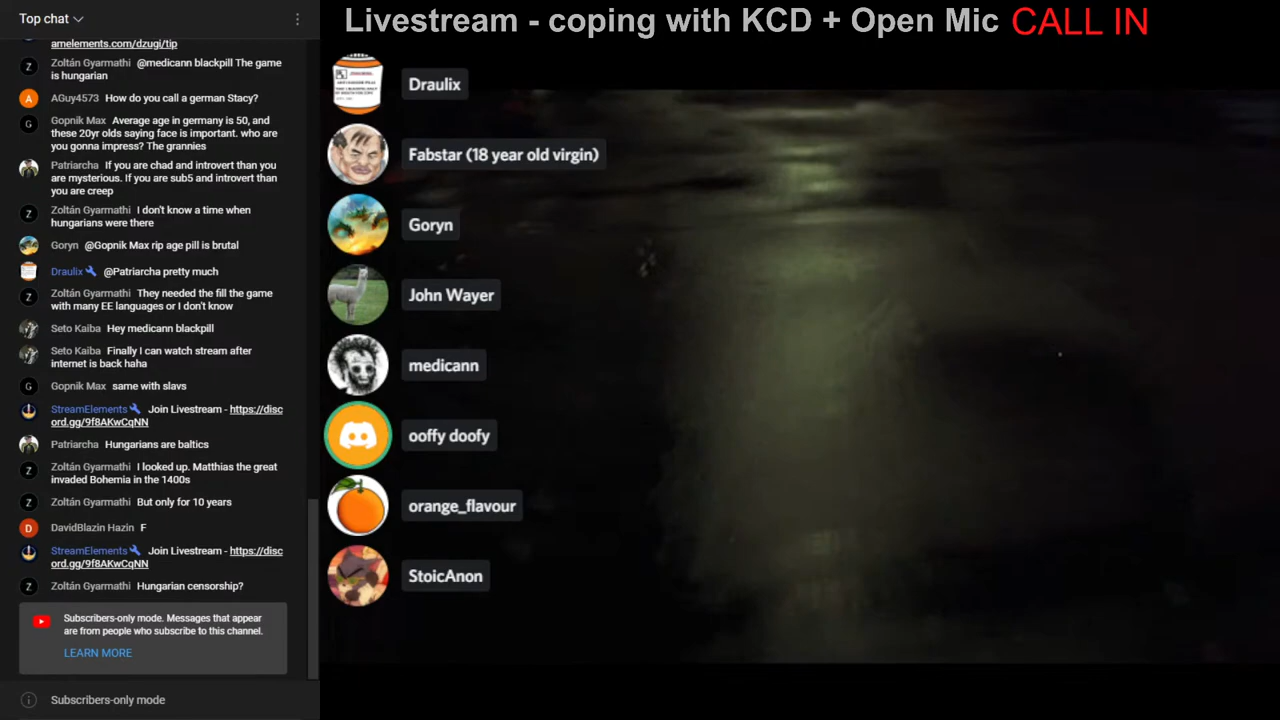 Top chat
amelements.com/dzugi/tip
Zoltán Gyarmathi @medicann blackpill The game
is hungarian
How do you call a german Stacy?
Gopnik Max Average age in germany is 50, and
these 20yr olds saying face is important. who are
you gonna impress? The grannies
Patriarcha If you are chad and introvert than you
are mysterious. If you are sub5 and introvert than
you are creep
Zoltán Gyarmathi I don't know a time when
hungarians were there
Goryn @Gopnik Max rip age pill is brutal
Draulix @Patriarcha pretty much
Zoltán Gyarmathi They needed the fill the game
with many EE languages or I don't know
Seto Kaiba Hey medicann blackpill
Seto Kaiba Finally I can watch stream after
internet is back haha
Gopnik Max same with slavs
StreamElements Join Livestream - https://disc
ord.gg/9f8AKwCqNN
Patriarcha Hungarians are baltics
Zoltán Gyarmathi I looked up. Matthias the great
invaded Bohemia in the 1400s
Zoltán Gyarmathi But only for 10 years
DavidBlazin Hazin F
StreamElements Join Livestream - https://disc
ord.gg/9f8AKwCqNN
Zoltán Gyarmathi Hungarian censorship?
Subscribers-only mode. Messages that appear
are from people who subscribe to this channel.
LEARN MORE
Subscribers-only mode
Livestream - coping with KCD + Open Mic CALL IN
Draulix
Fabstar (18 year old virgin)
Goryn
John Wayer
medicann
ooffy doofy
orange_flavour
StoicAnon